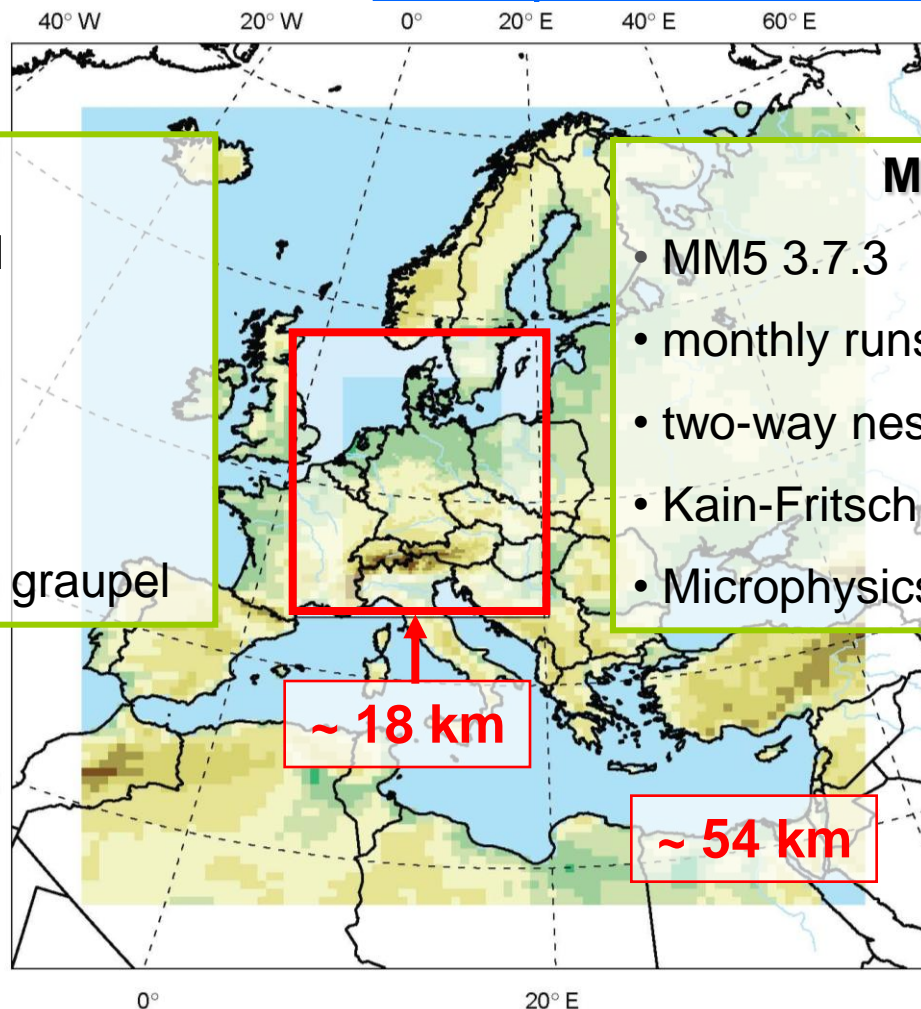 40° W 20° W 0° 20° E 40° E 60° E
graupel
M
• MM5 3.7.3
• monthly runs
• two-way nes
• Kain-Fritsch
• Microphysics
~ 18 km
~ 54 km
0° 20° E